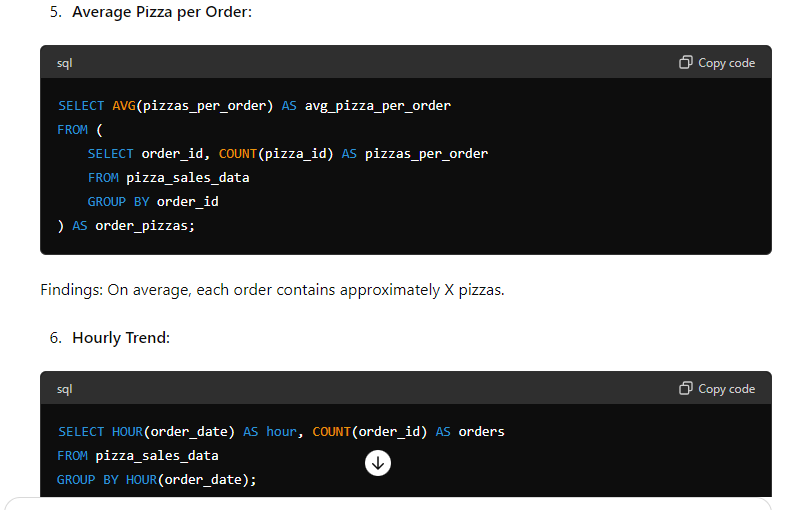 5. Average Pizza per Order:
sql Copy code
SELECT AVG(pizzas_per_order) AS avg_pizza_per_order
FROM (
    SELECT order_id, COUNT(pizza_id) AS pizzas_per_order
    FROM pizza_sales_data
    GROUP BY order_id
) AS order_pizzas;
Findings: On average, each order contains approximately X pizzas.
6. Hourly Trend:
sql Copy code
SELECT HOUR(order_date) AS hour, COUNT(order_id) AS orders
FROM pizza_sales_data
GROUP BY HOUR(order_date);